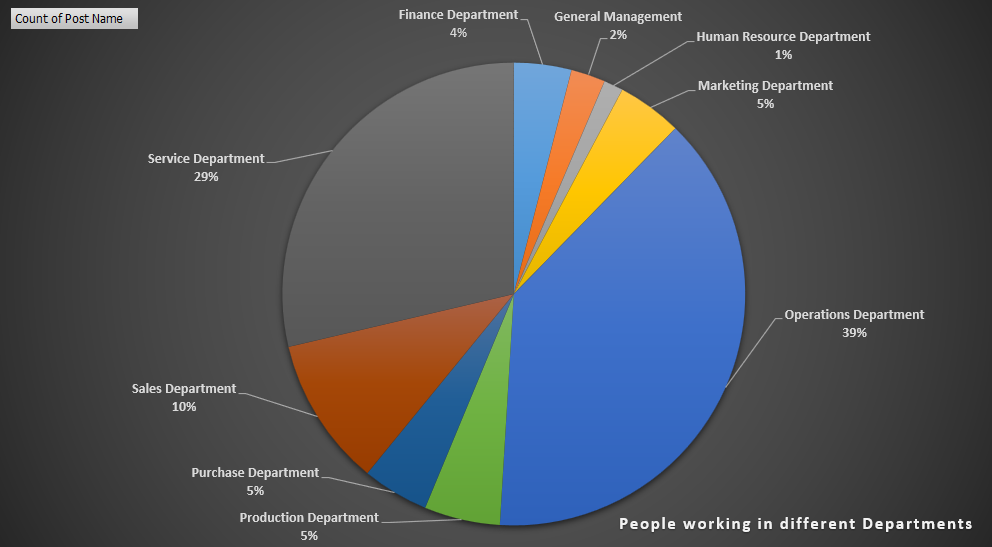 Count of Post Name
Finance Department
4%
General Management
2%
Human Resource Department
1%
Marketing Department
5%
Service Department
29%
Operations Department
39%
Sales Department
10%
Purchase Department
5%
Production Department
5%
People working in different Departments